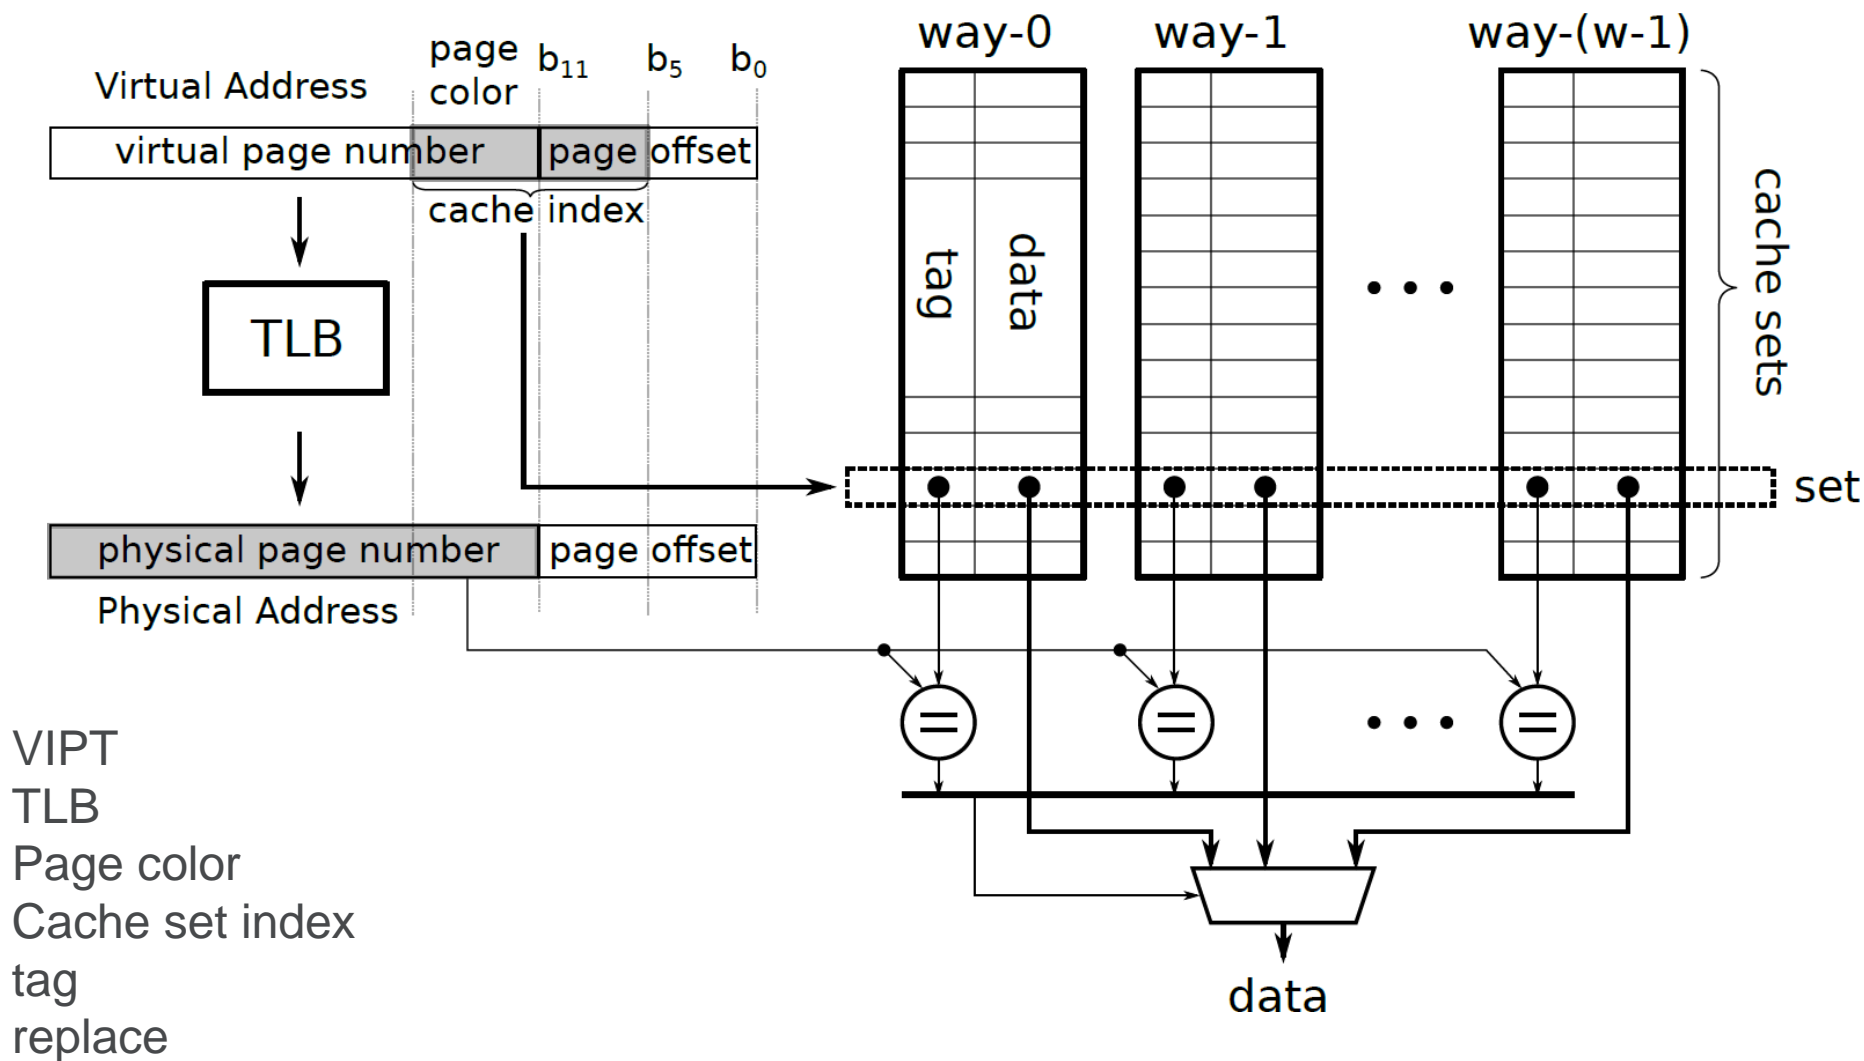 way-0 way-1 way-(w-1)
page
color
b11 b5 b0
Virtual Address
virtual page number page offset
cache index
cache sets
tag data
TLB
set
physical page number page offset
Physical Address
= = =
VIPT
TLB
Page color
Cache set index
tag
replace
data